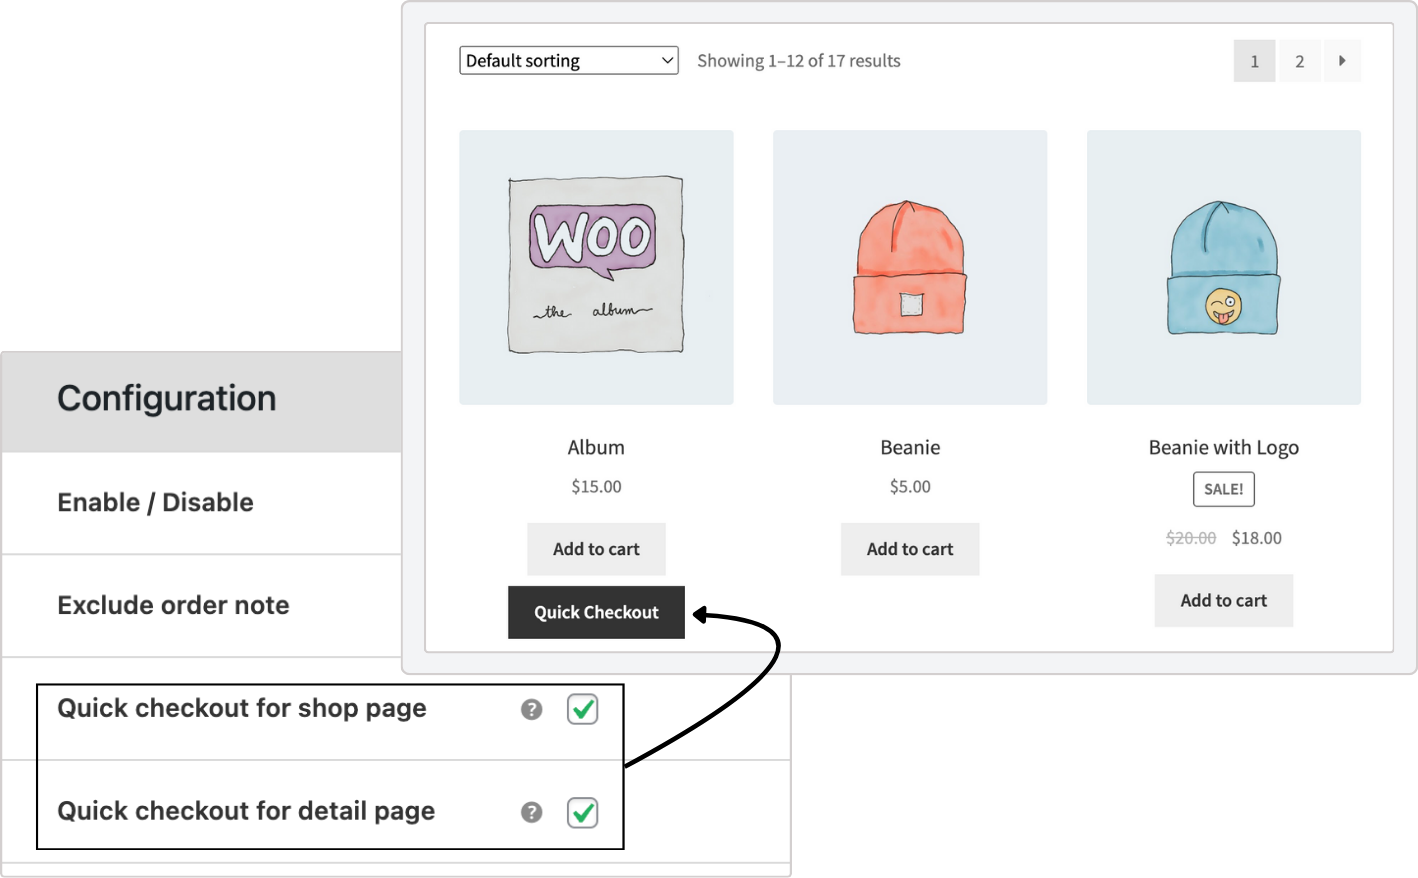 Default sorting
Showing 1–12 of 17 results
1
2
WOO
the album
Album
Beanie
Beanie with Logo
$15.00
$5.00
SALE!
$20.00 $18.00
Add to cart
Add to cart
Add to cart
Quick Checkout
Configuration
Enable / Disable
Exclude order note
Quick checkout for shop page ?
Quick checkout for detail page ?